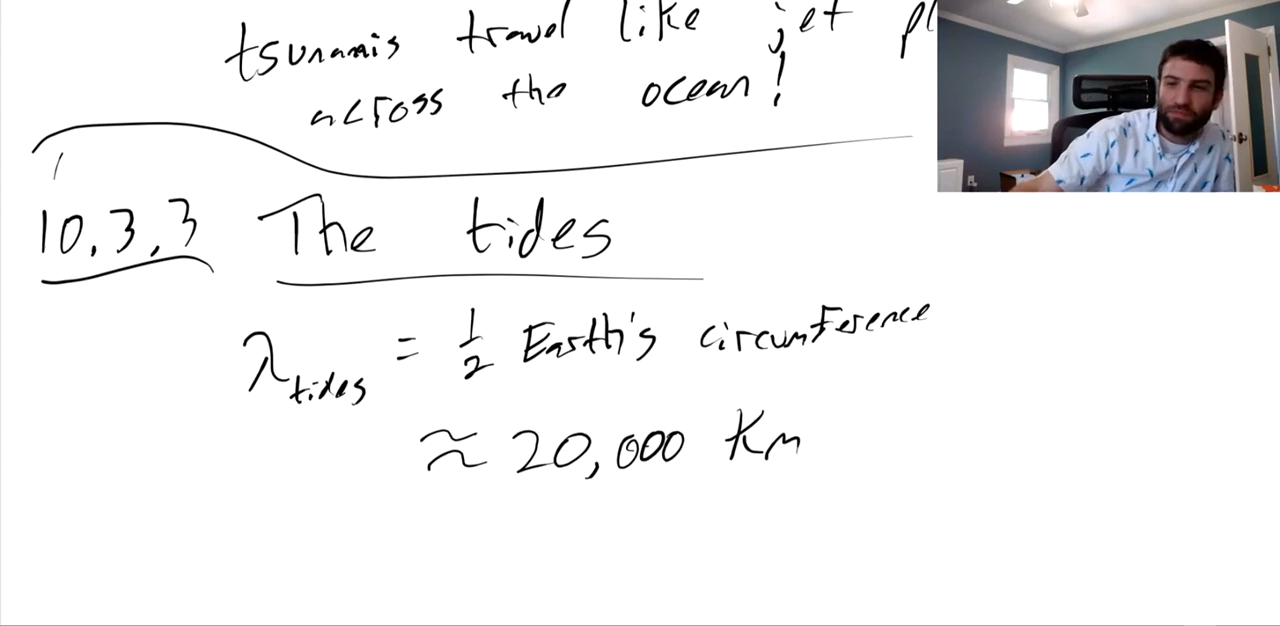 tsunamis travel like jet pl
across the ocean!
10.3.3 The tides
λtides = 1/2 Earth's circumference
≈ 20,000 Km